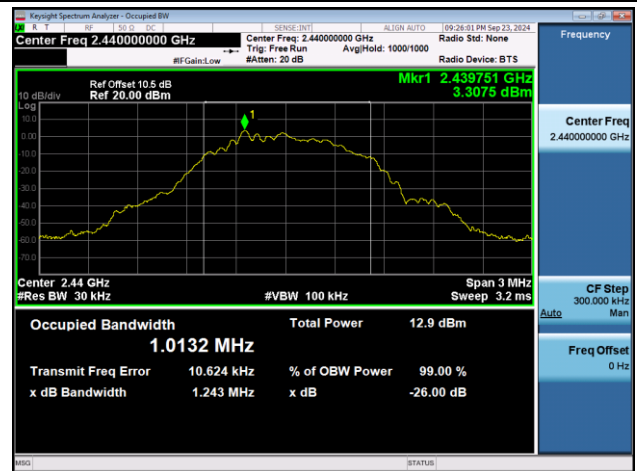 Keysight Spectrum Analyzer - Occupied BW
R T RF 50 Ω DC SENSE:INT ALIGN AUTO 09:26:01 PM Sep 23, 2024
Center Freq 2.440000000 GHz
#IFGain:Low
Center Freq: 2.440000000 GHz
Trig: Free Run Avg|Hold: 1000/1000
#Atten: 20 dB
Radio Std: None
Radio Device: BTS
Frequency
Ref Offset 10.5 dB
10 dB/div Ref 20.00 dBm
Mkr1 2.439751 GHz
3.3075 dBm
Log
10.0
0.00
-10.0
-20.0
-30.0
-40.0
-50.0
-60.0
-70.0
1
Center Freq
2.440000000 GHz
Center 2.44 GHz Span 3 MHz
#Res BW 30 kHz #VBW 100 kHz Sweep 3.2 ms
CF Step
300.000 kHz
Auto Man
Occupied Bandwidth Total Power 12.9 dBm
1.0132 MHz
Transmit Freq Error 10.624 kHz % of OBW Power 99.00 %
x dB Bandwidth 1.243 MHz x dB -26.00 dB
Freq Offset
0 Hz
MSG STATUS